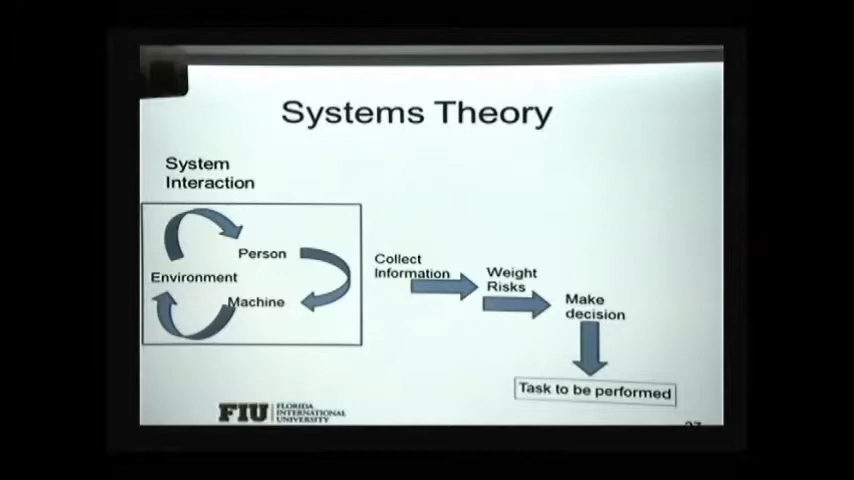 Systems Theory
System
Interaction
Person
Environment
Machine
Collect
Information
Weight
Risks
Make
decision
Task to be performed
FIU
FLORIDA
INTERNATIONAL
UNIVERSITY